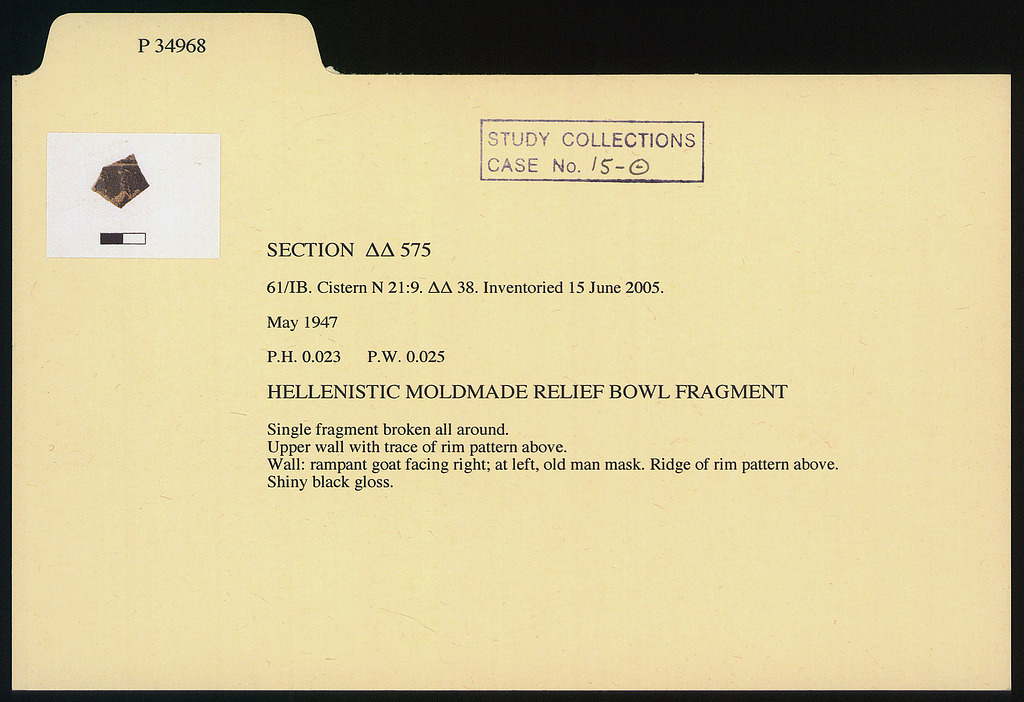 P 34968
STUDY COLLECTIONS
CASE No. 15-Θ
SECTION ΔΔ 575
61/IB. Cistern N 21:9. ΔΔ 38. Inventoried 15 June 2005.
May 1947
P.H. 0.023 P.W. 0.025
HELLENISTIC MOLDMADE RELIEF BOWL FRAGMENT
Single fragment broken all around.
Upper wall with trace of rim pattern above.
Wall: rampant goat facing right; at left, old man mask. Ridge of rim pattern above.
Shiny black gloss.